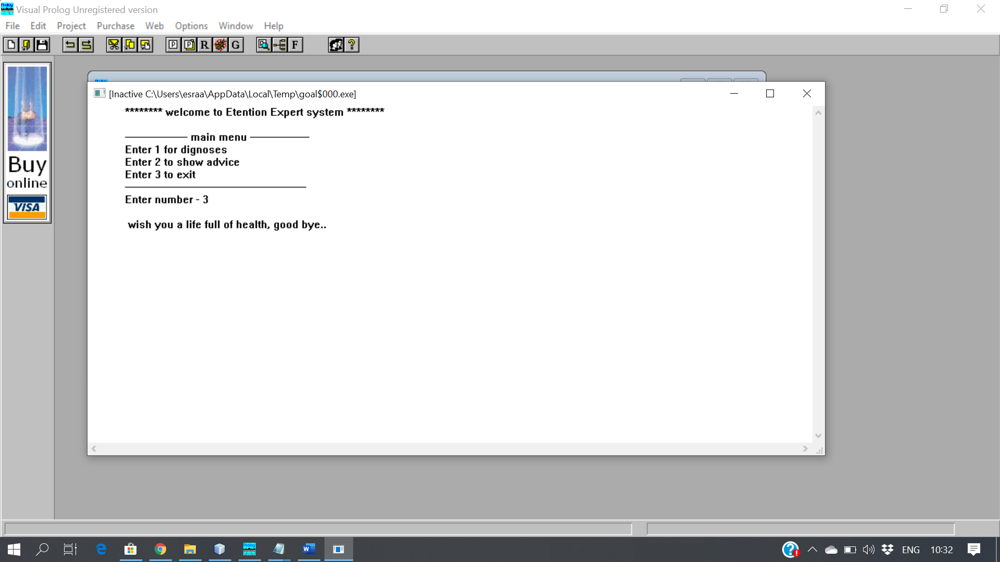 Visual Prolog Unregistered version
File Edit Project Purchase Web Options Window Help
P P R G F ?
Buy
online
VISA
[Inactive C:\Users\esraa\AppData\Local\Temp\goal$000.exe]
******** welcome to Etention Expert system ********
—————— main menu ——————
Enter 1 for dignoses
Enter 2 to show advice
Enter 3 to exit
Enter number - 3
wish you a life full of health, good bye..
Prolog
ENG 10:32